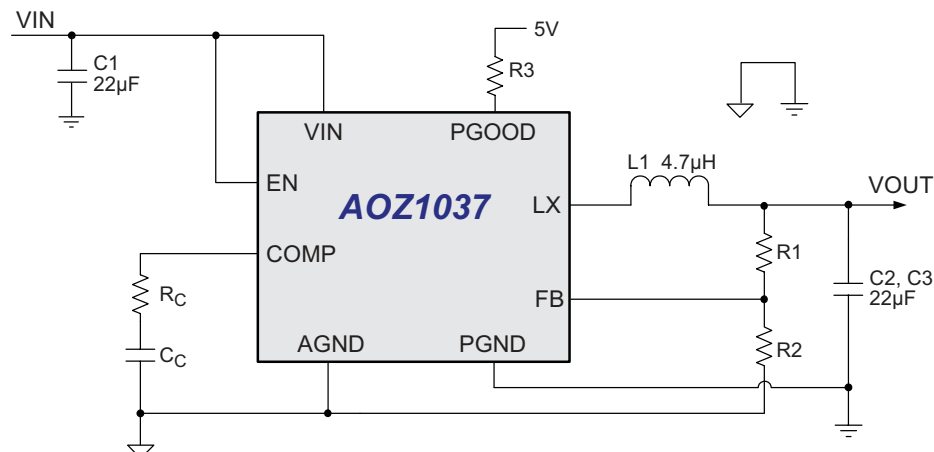 VIN
5V
C1
22µF
R3
VIN
PGOOD
L1 4.7µH
EN
VOUT
AOZ1037
LX
COMP
R1
C2, C3
22µF
RC
FB
AGND
PGND
R2
CC